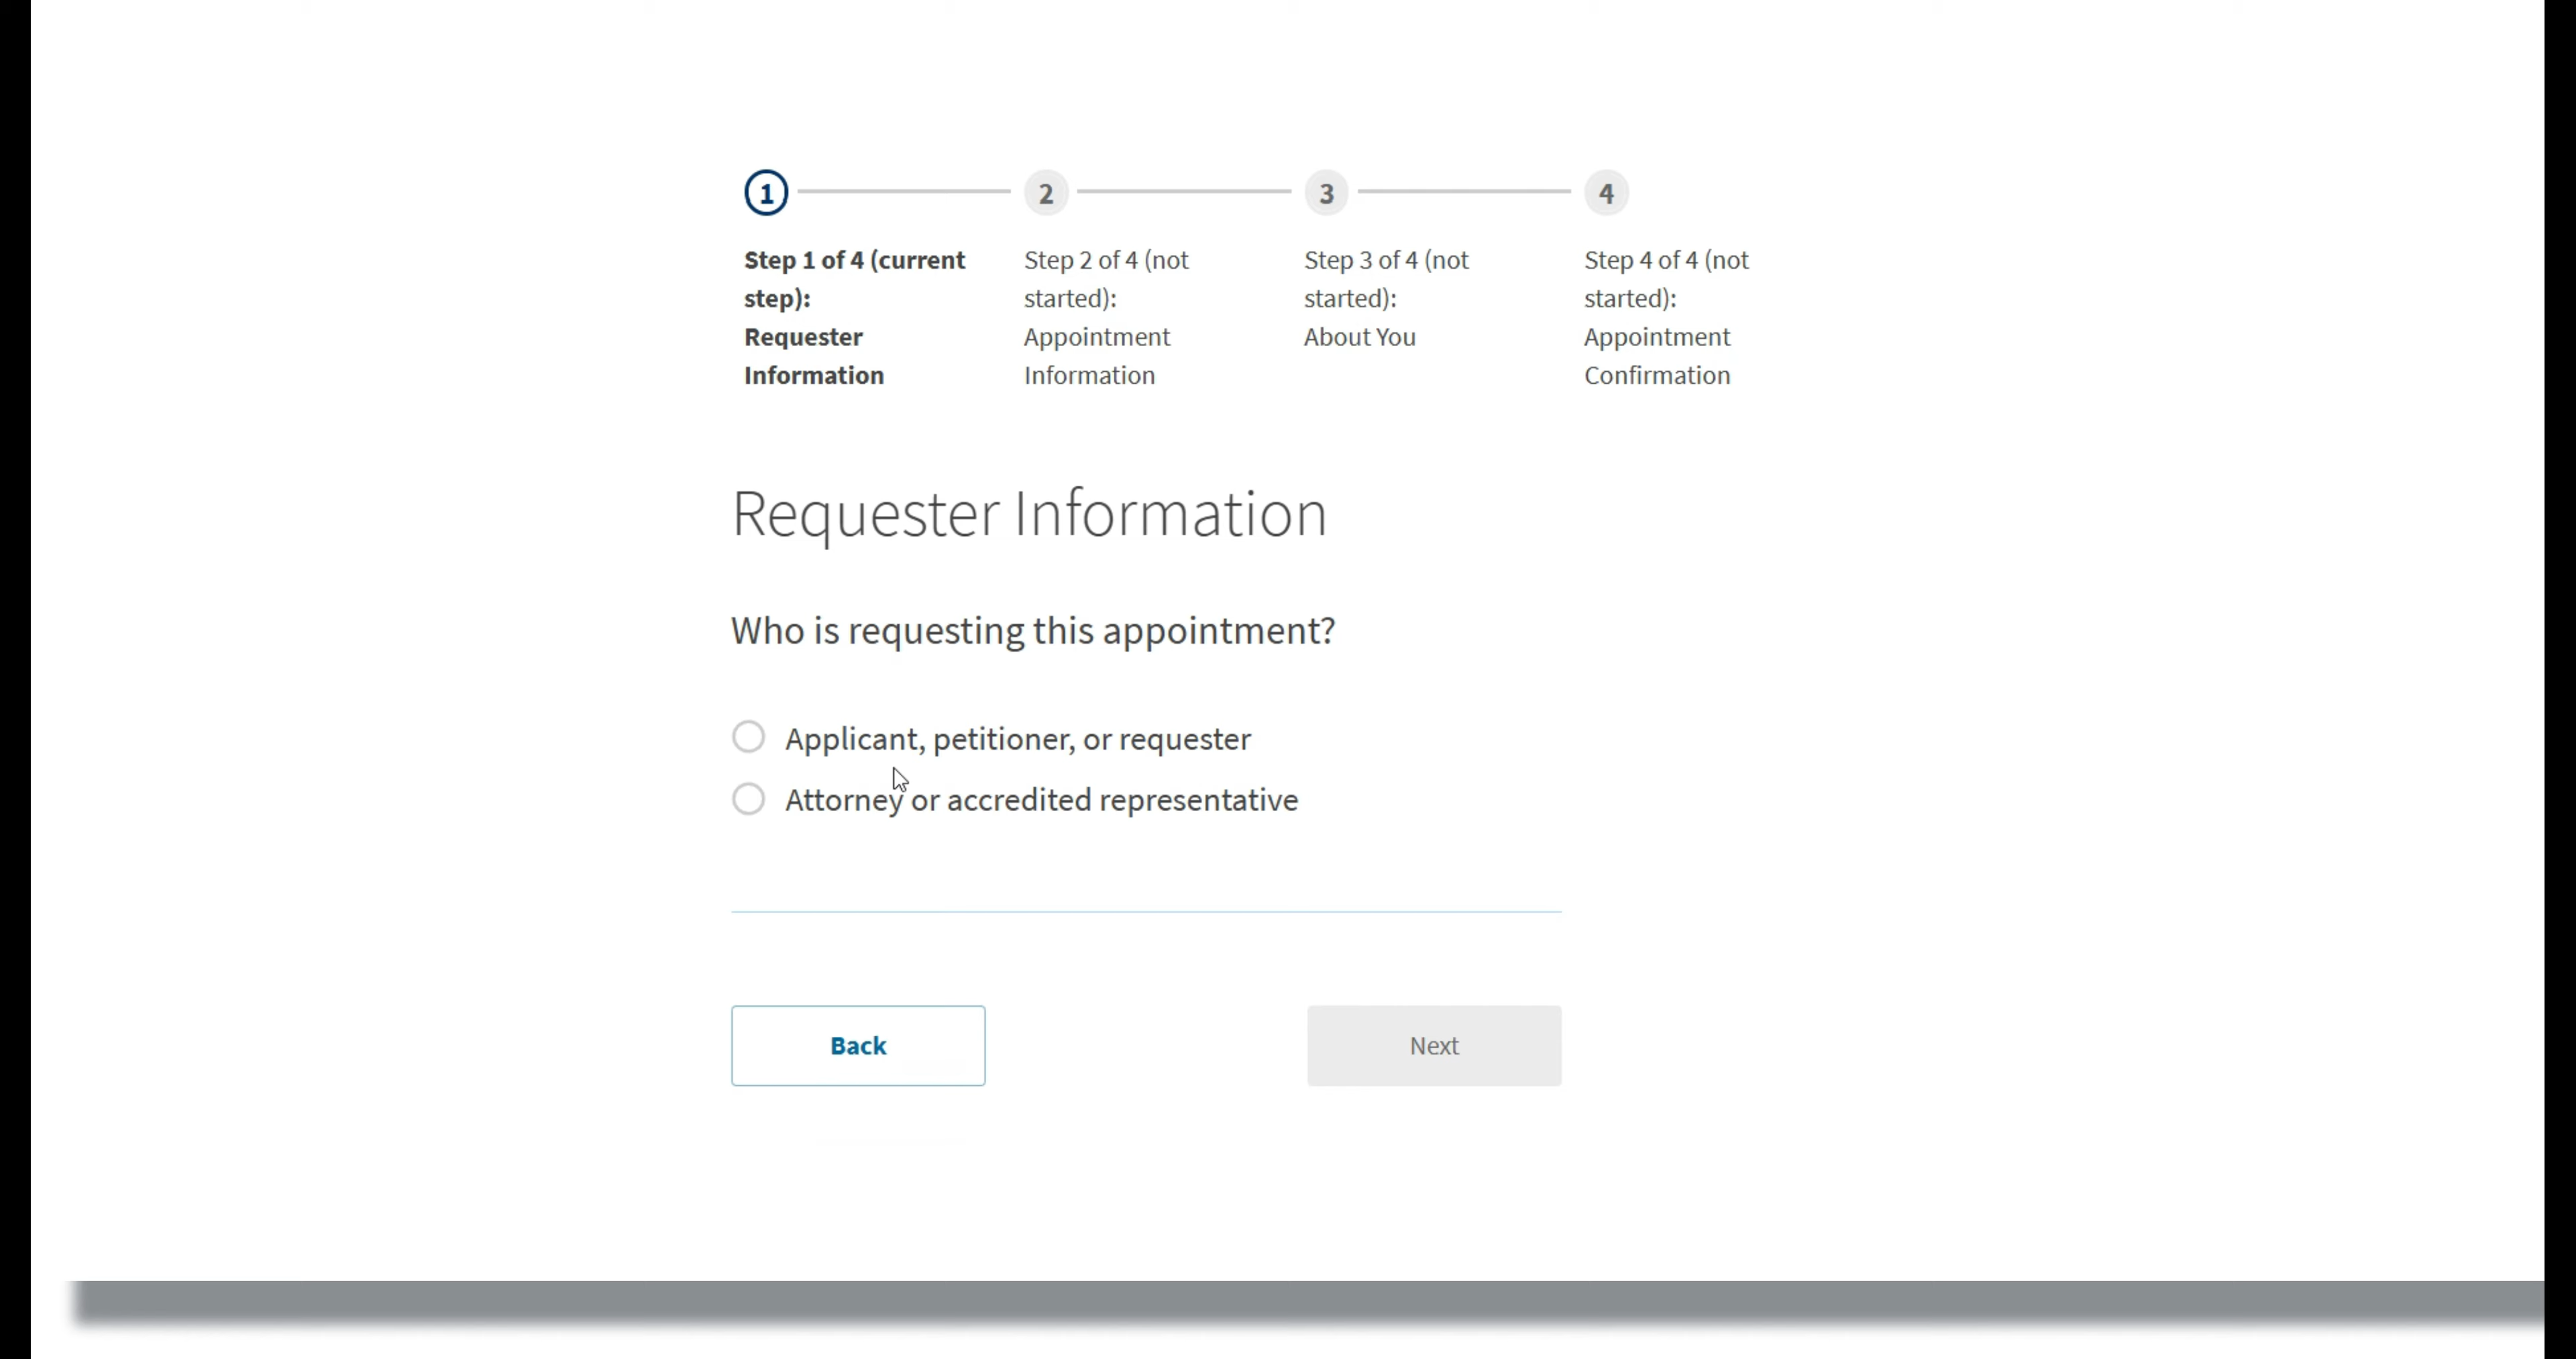 1
2
3
4
Step 1 of 4 (current
step):
Requester
Information
Step 2 of 4 (not
started):
Appointment
Information
Step 3 of 4 (not
started):
About You
Step 4 of 4 (not
started):
Appointment
Confirmation
Requester Information
Who is requesting this appointment?
Applicant, petitioner, or requester
Attorney or accredited representative
Back
Next